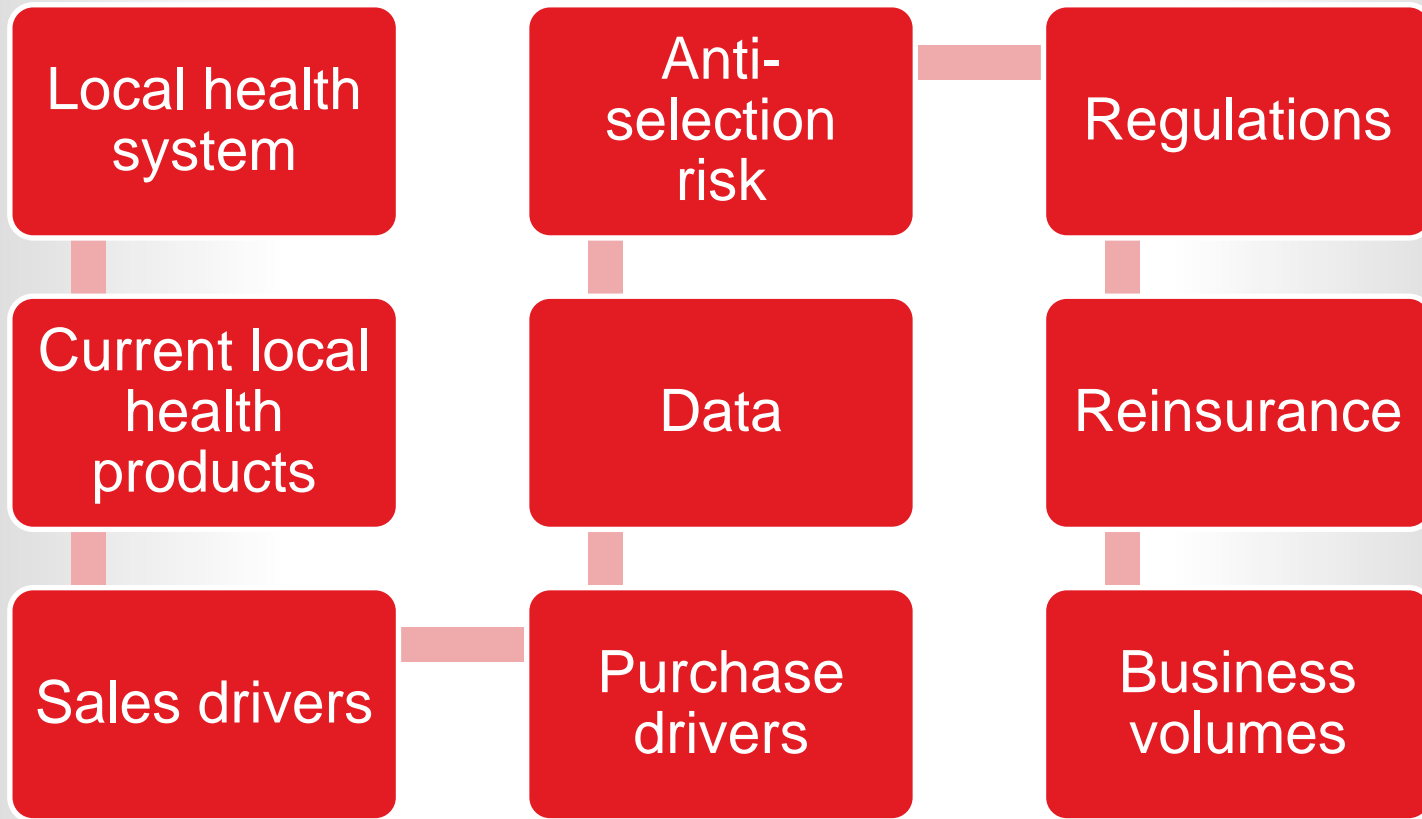 Local health
system
Current local
health
products
Sales drivers
Purchase
drivers
Data
Anti-
selection
risk
Regulations
Reinsurance
Business
volumes